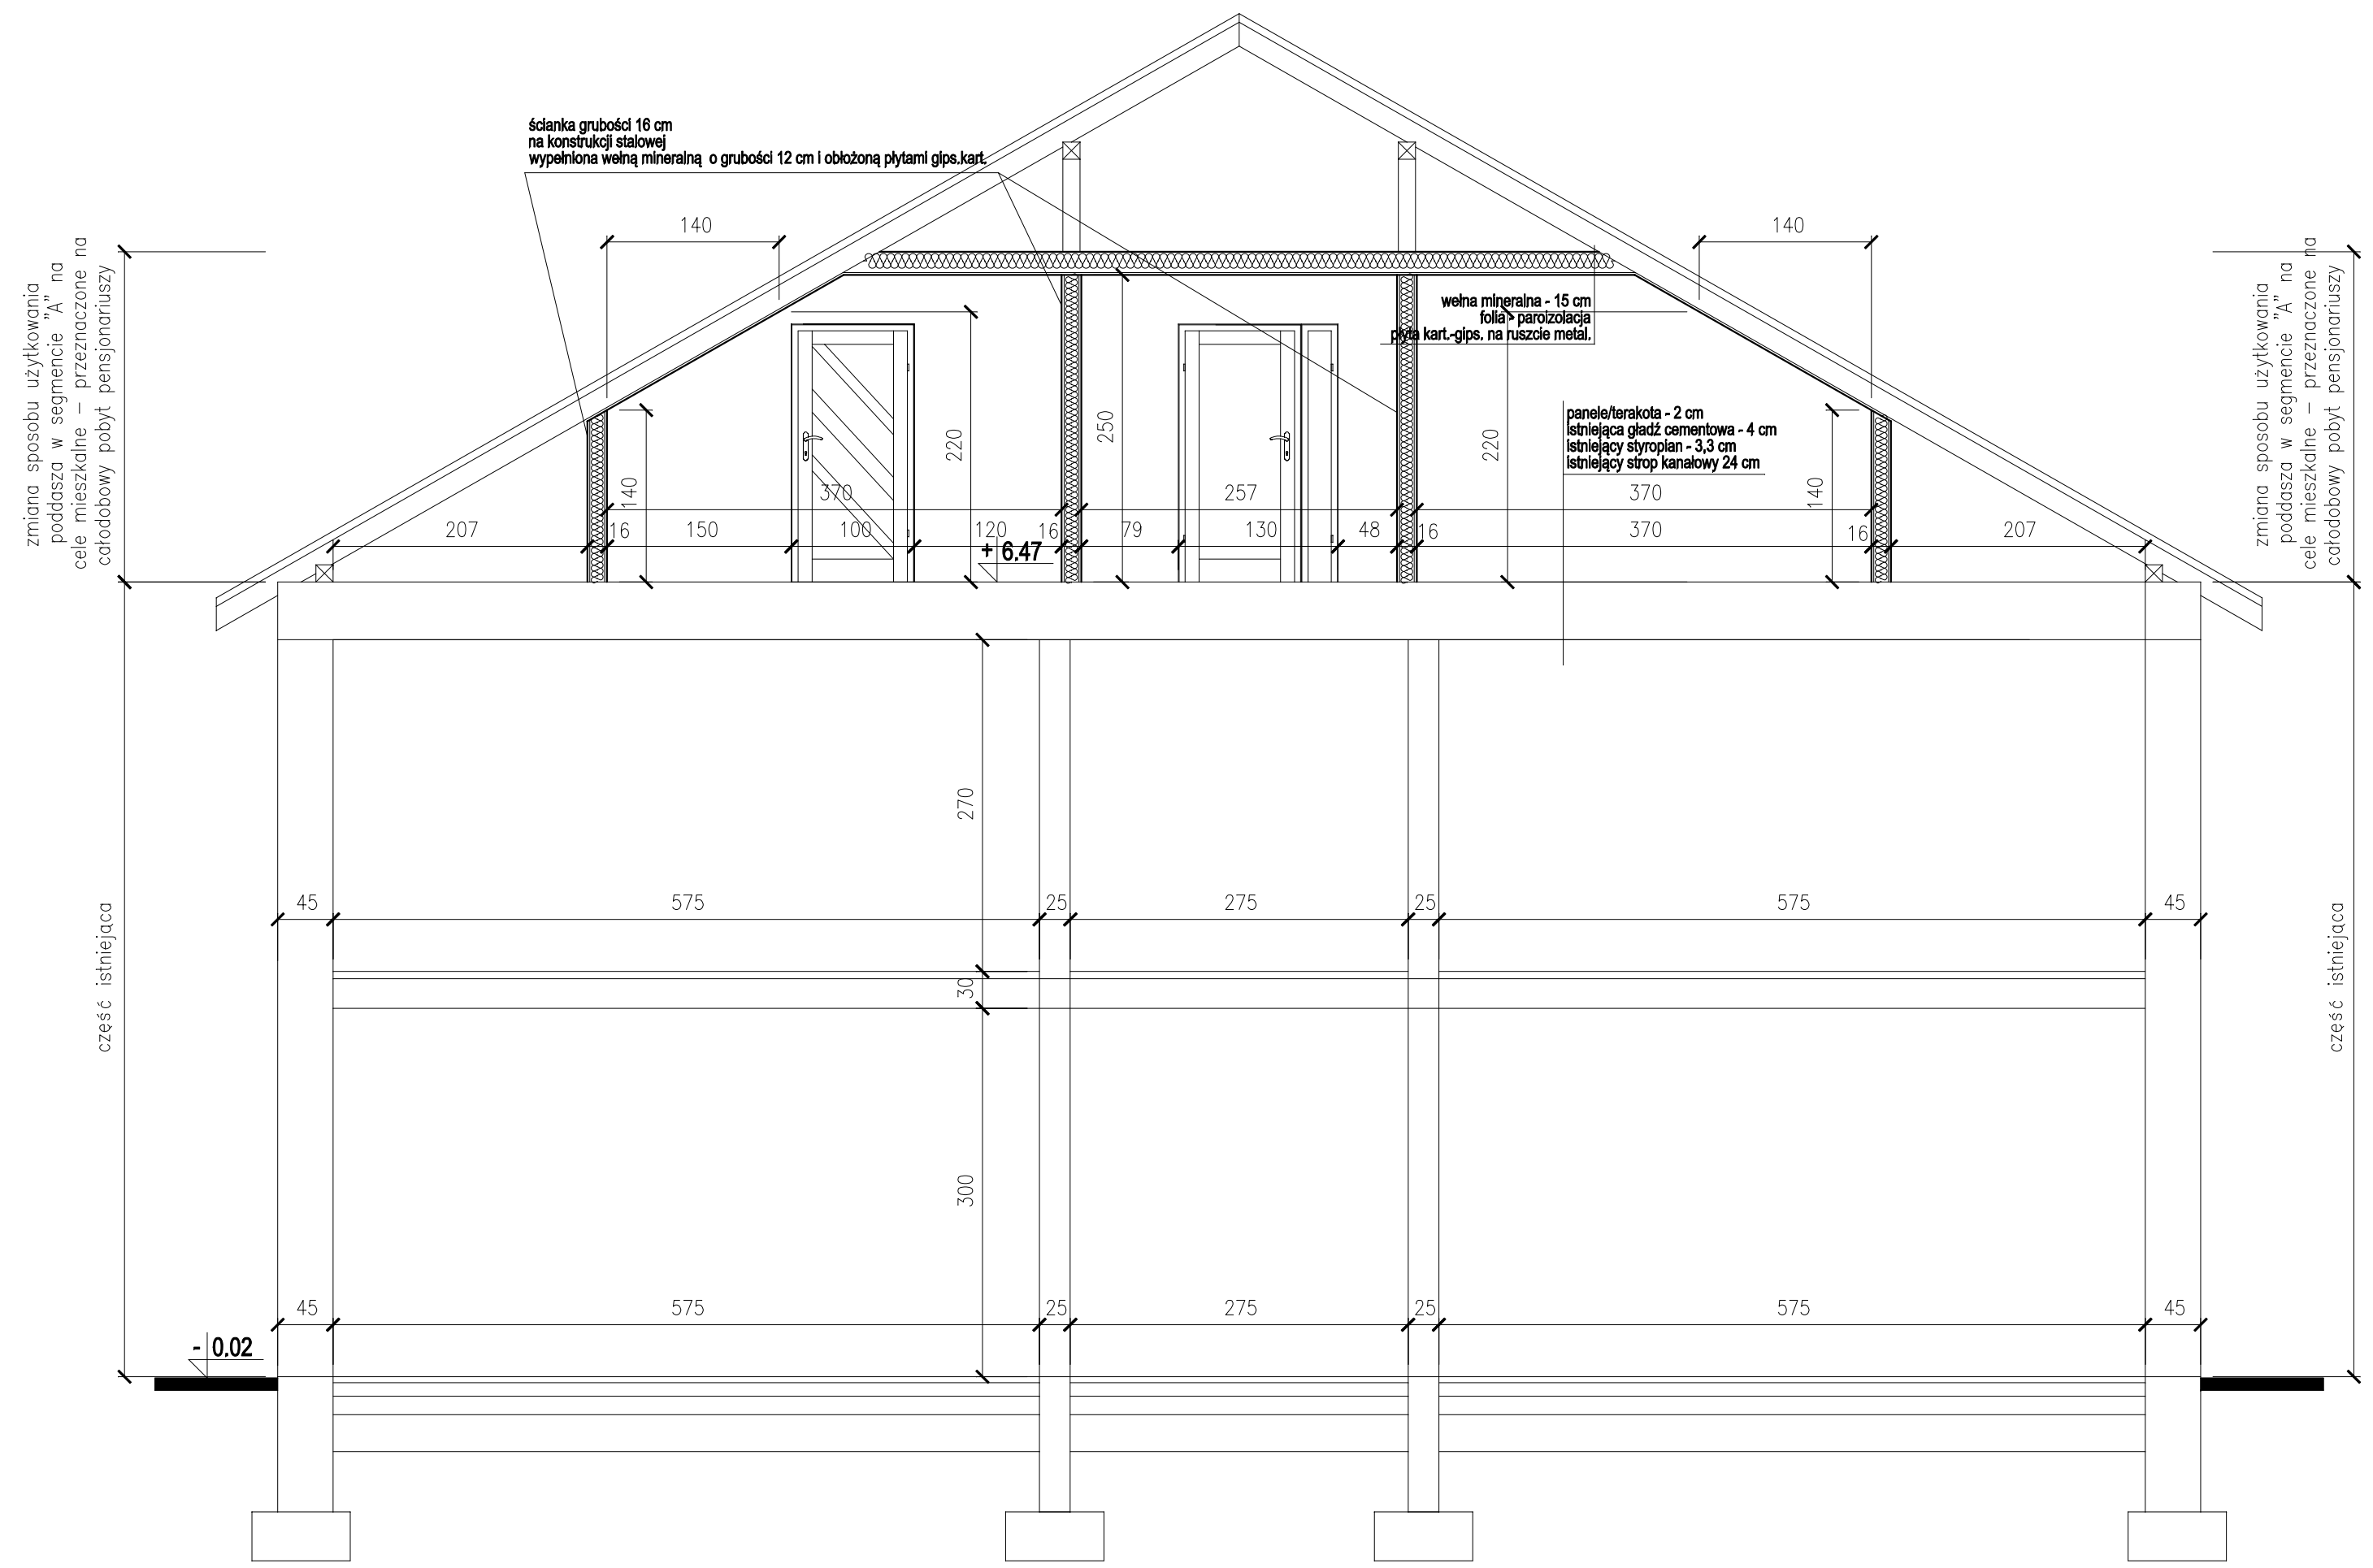 ścianka grubości 16 cm
na konstrukcji stalowej
wypełniona wełną mineralną o grubości 12 cm i obłożoną płytami gips.kart.
140
140
zmiana sposobu użytkowania
poddasza w segmencie "A" na
cele mieszkalne – przeznaczone na
całodobowy pobyt pensjonariuszy
zmiana sposobu użytkowania
poddasza w segmencie "A" na
cele mieszkalne – przeznaczone na
całodobowy pobyt pensjonariuszy
wełna mineralna - 15 cm
folia - paroizolacja
płyta kart.-gips. na ruszcie metal.
panele/terakota - 2 cm
istniejąca gładź cementowa - 4 cm
istniejący styropian - 3,3 cm
istniejący strop kanałowy 24 cm
220
250
220
140
370
257
370
140
207
16
150
100
120
16
79
130
48
16
370
16
207
+ 6.47
270
45
575
25
275
25
575
45
część istniejąca
część istniejąca
30
300
45
575
25
275
25
575
45
- 0.02